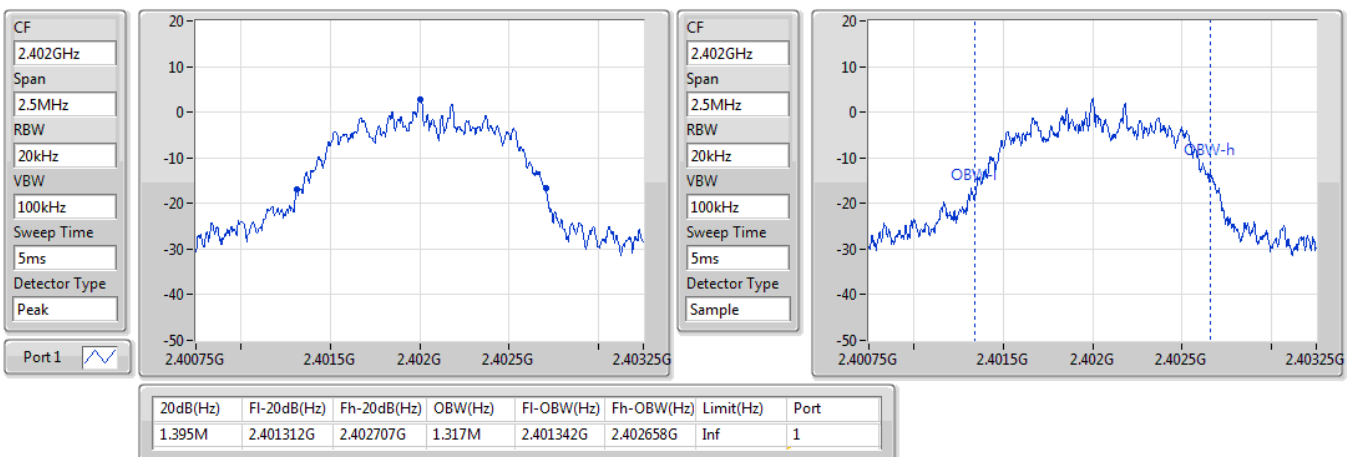 CF
2.402GHz
Span
2.5MHz
RBW
20kHz
VBW
100kHz
Sweep Time
5ms
Detector Type
Peak
Port 1
20
10
0
-10
-20
-30
-40
-50
2.40075G 2.4015G 2.402G 2.4025G 2.40325G
CF
2.402GHz
Span
2.5MHz
RBW
20kHz
VBW
100kHz
Sweep Time
5ms
Detector Type
Sample
20
10
0
-10
-20
-30
-40
-50
OBW-l
OBW-h
2.40075G 2.4015G 2.402G 2.4025G 2.40325G
20dB(Hz) Fl-20dB(Hz) Fh-20dB(Hz) OBW(Hz) Fl-OBW(Hz) Fh-OBW(Hz) Limit(Hz) Port
1.395M 2.401312G 2.402707G 1.317M 2.401342G 2.402658G Inf 1